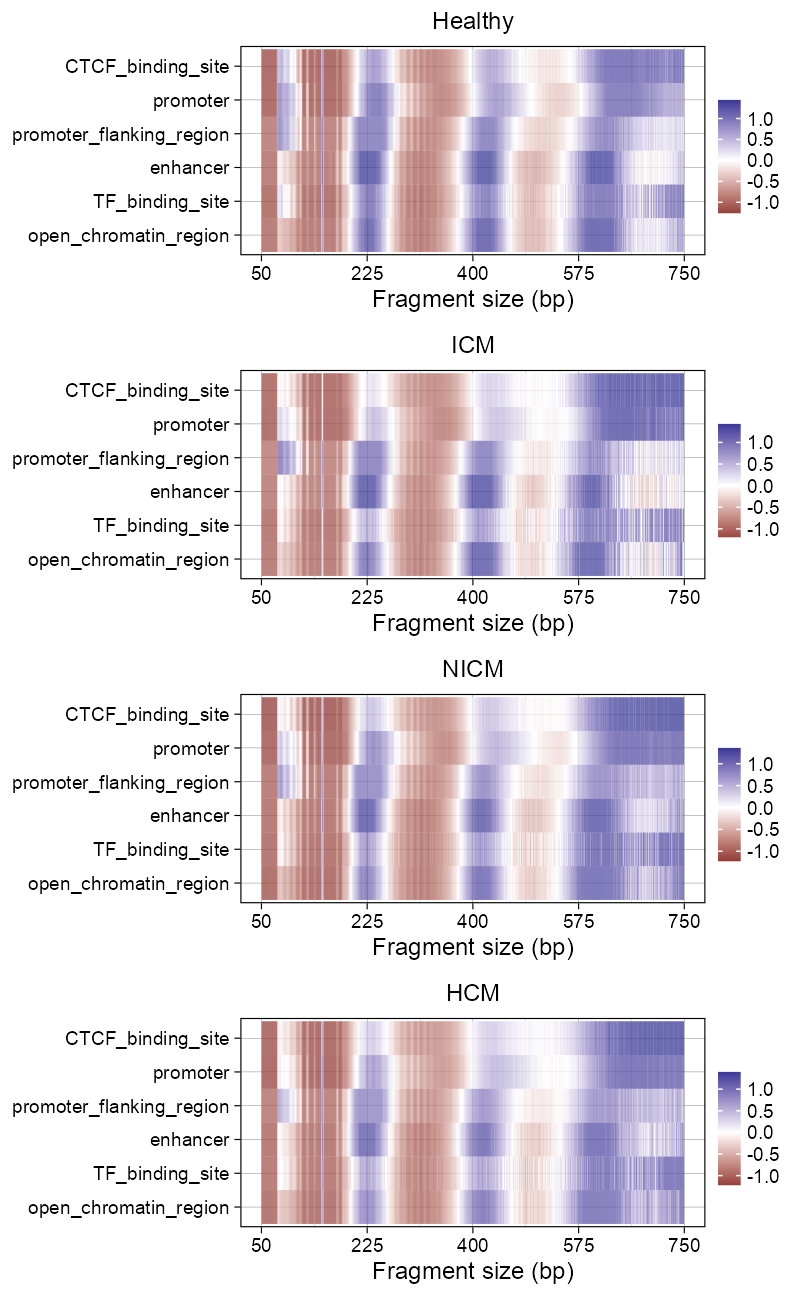 Healthy
CTCF_binding_site
promoter
promoter_flanking_region
enhancer
TF_binding_site
open_chromatin_region
1.0
0.5
0.0
-0.5
-1.0
50 225 400 575 750
Fragment size (bp)
ICM
CTCF_binding_site
promoter
promoter_flanking_region
enhancer
TF_binding_site
open_chromatin_region
1.0
0.5
0.0
-0.5
-1.0
50 225 400 575 750
Fragment size (bp)
NICM
CTCF_binding_site
promoter
promoter_flanking_region
enhancer
TF_binding_site
open_chromatin_region
1.0
0.5
0.0
-0.5
-1.0
50 225 400 575 750
Fragment size (bp)
HCM
CTCF_binding_site
promoter
promoter_flanking_region
enhancer
TF_binding_site
open_chromatin_region
1.0
0.5
0.0
-0.5
-1.0
50 225 400 575 750
Fragment size (bp)